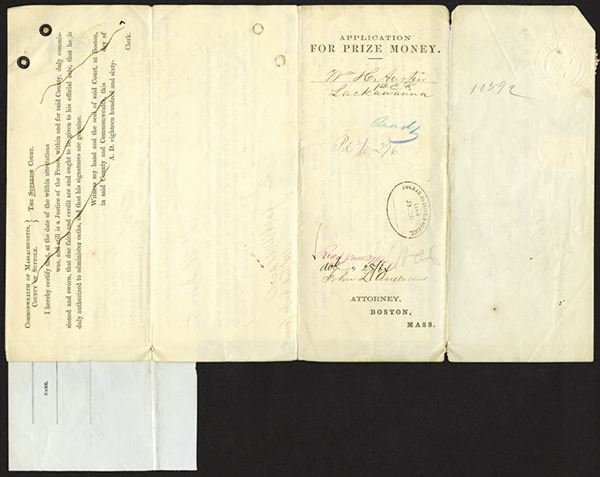 COMMONWEALTH OF MASSACHUSETTS, } THE SUPERIOR COURT.
COUNTY OF SUFFOLK.
I hereby certify that, at the date of the within attestations
was, and still is a Justice of the Peace within and for said County, duly commis-
sioned and sworn, that due faith and credit are and ought to be given to his official acts, that he is
duly authorized to administer oaths, and that his signatures are genuine.
Witness my hand and the seal of said Court, at Boston,
in said County and Commonwealth, this day of
A. D. eighteen hundred and sixty-
Clerk.
NAME.
APPLICATION
FOR PRIZE MONEY.
Wm H. Austin
Lackawanna
John L. Andrews
ATTORNEY,
BOSTON,
MASS.
10592